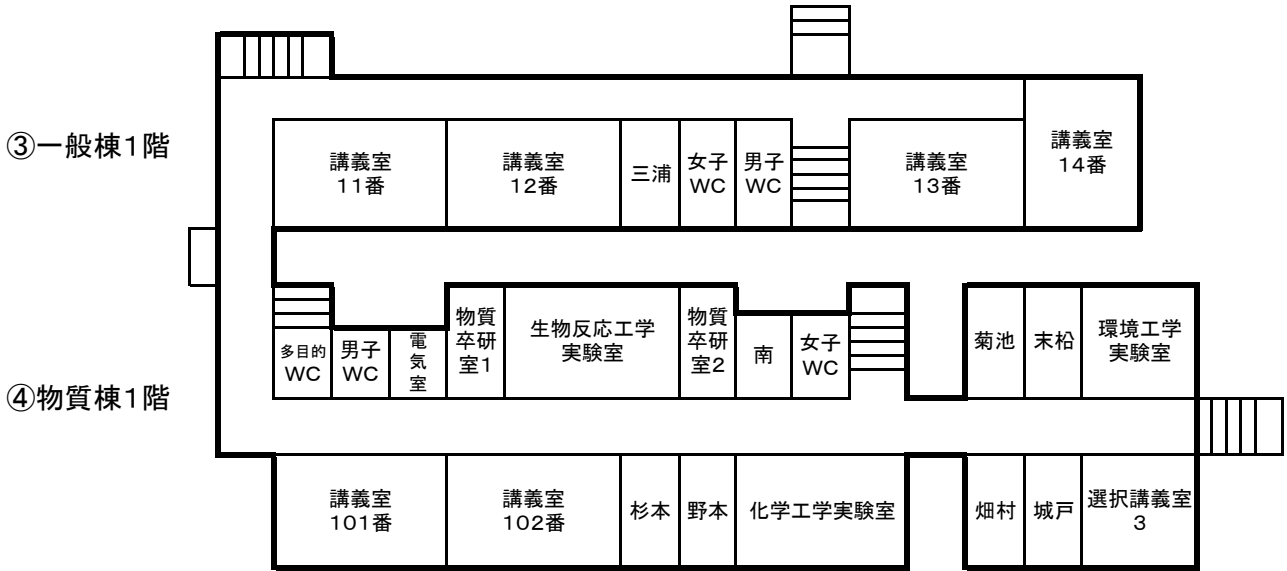 ③一般棟1階
講義室
11番
講義室
12番
三浦
女子
WC
男子
WC
講義室
13番
講義室
14番
④物質棟1階
多目的
WC
男子
WC
電
気
室
物質
卒研
室1
生物反応工学
実験室
物質
卒研
室2
南
女子
WC
菊池
末松
環境工学
実験室
講義室
101番
講義室
102番
杉本
野本
化学工学実験室
畑村
城戸
選択講義室
3